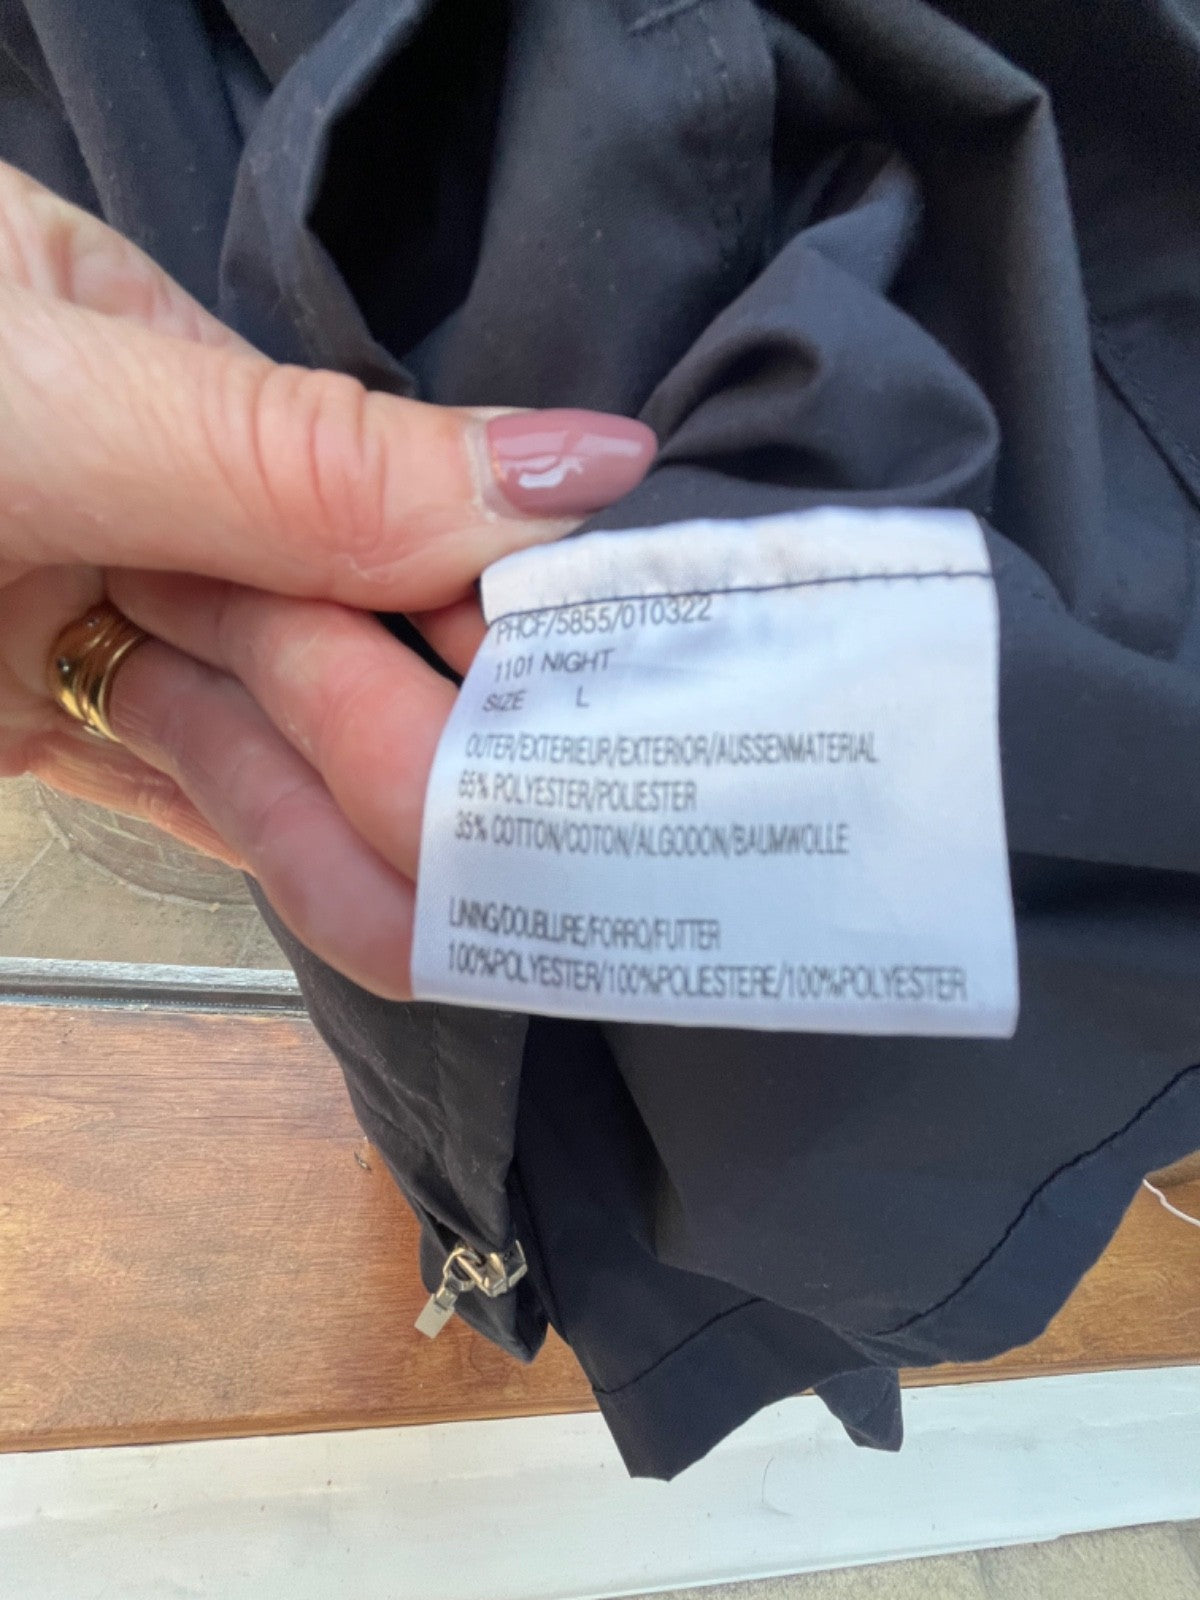 PHCF/5855/010322
1101 NIGHT
SIZE L
OUTER/EXTERIEUR/EXTERIOR/AUSSENMATERIAL
65% POLYESTER/POLIESTER
35% COTTON/COTON/ALGODON/BAUMWOLLE
LINING/DOUBLURE/FORRO/FUTTER
100%POLYESTER/100%POLIESTERE/100%POLYESTER